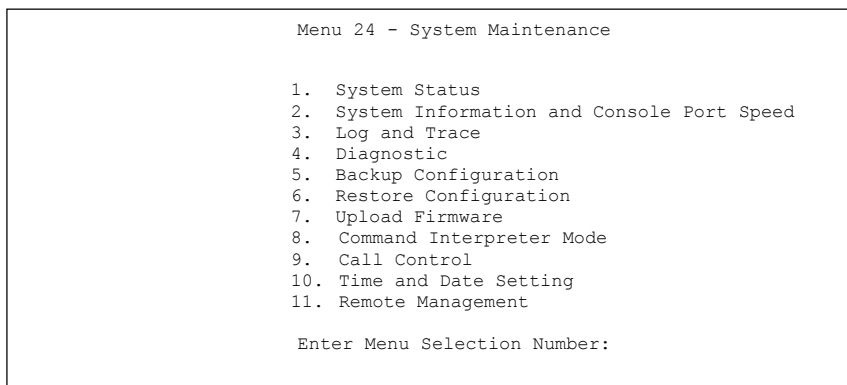 Menu 24 - System Maintenance
1. System Status
2. System Information and Console Port Speed
3. Log and Trace
4. Diagnostic
5. Backup Configuration
6. Restore Configuration
7. Upload Firmware
8. Command Interpreter Mode
9. Call Control
10. Time and Date Setting
11. Remote Management
Enter Menu Selection Number: